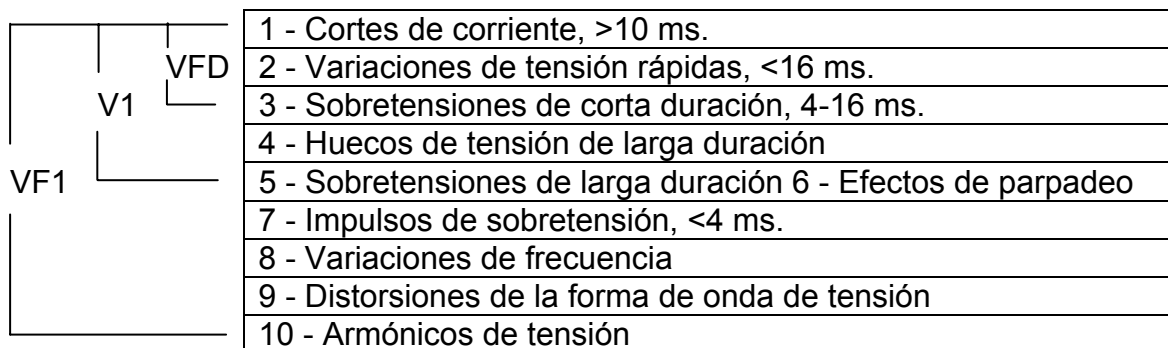 1 - Cortes de corriente, >10 ms.
VFD
2 - Variaciones de tensión rápidas, <16 ms.
V1
3 - Sobretensiones de corta duración, 4-16 ms.
4 - Huecos de tensión de larga duración
VF1
5 - Sobretensiones de larga duración 6 - Efectos de parpadeo
7 - Impulsos de sobretensión, <4 ms.
8 - Variaciones de frecuencia
9 - Distorsiones de la forma de onda de tensión
10 - Armónicos de tensión